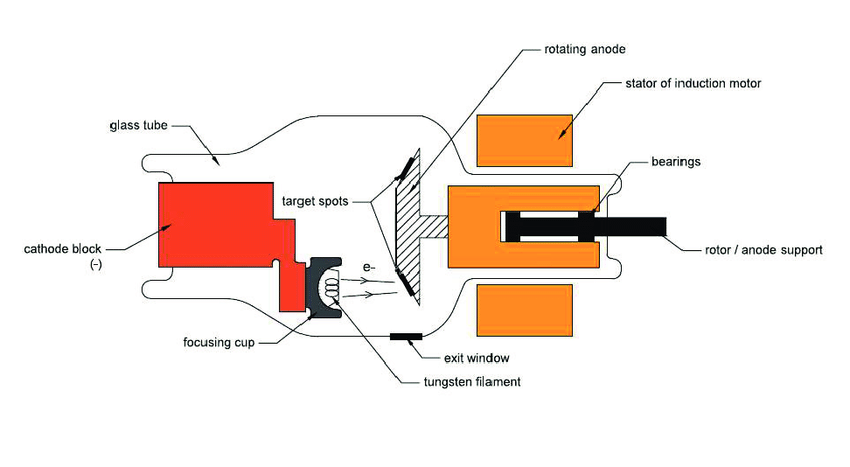 rotating anode
stator of induction motor
glass tube
bearings
target spots
cathode block
(-)
rotor / anode support
e-
focusing cup
exit window
tungsten filament